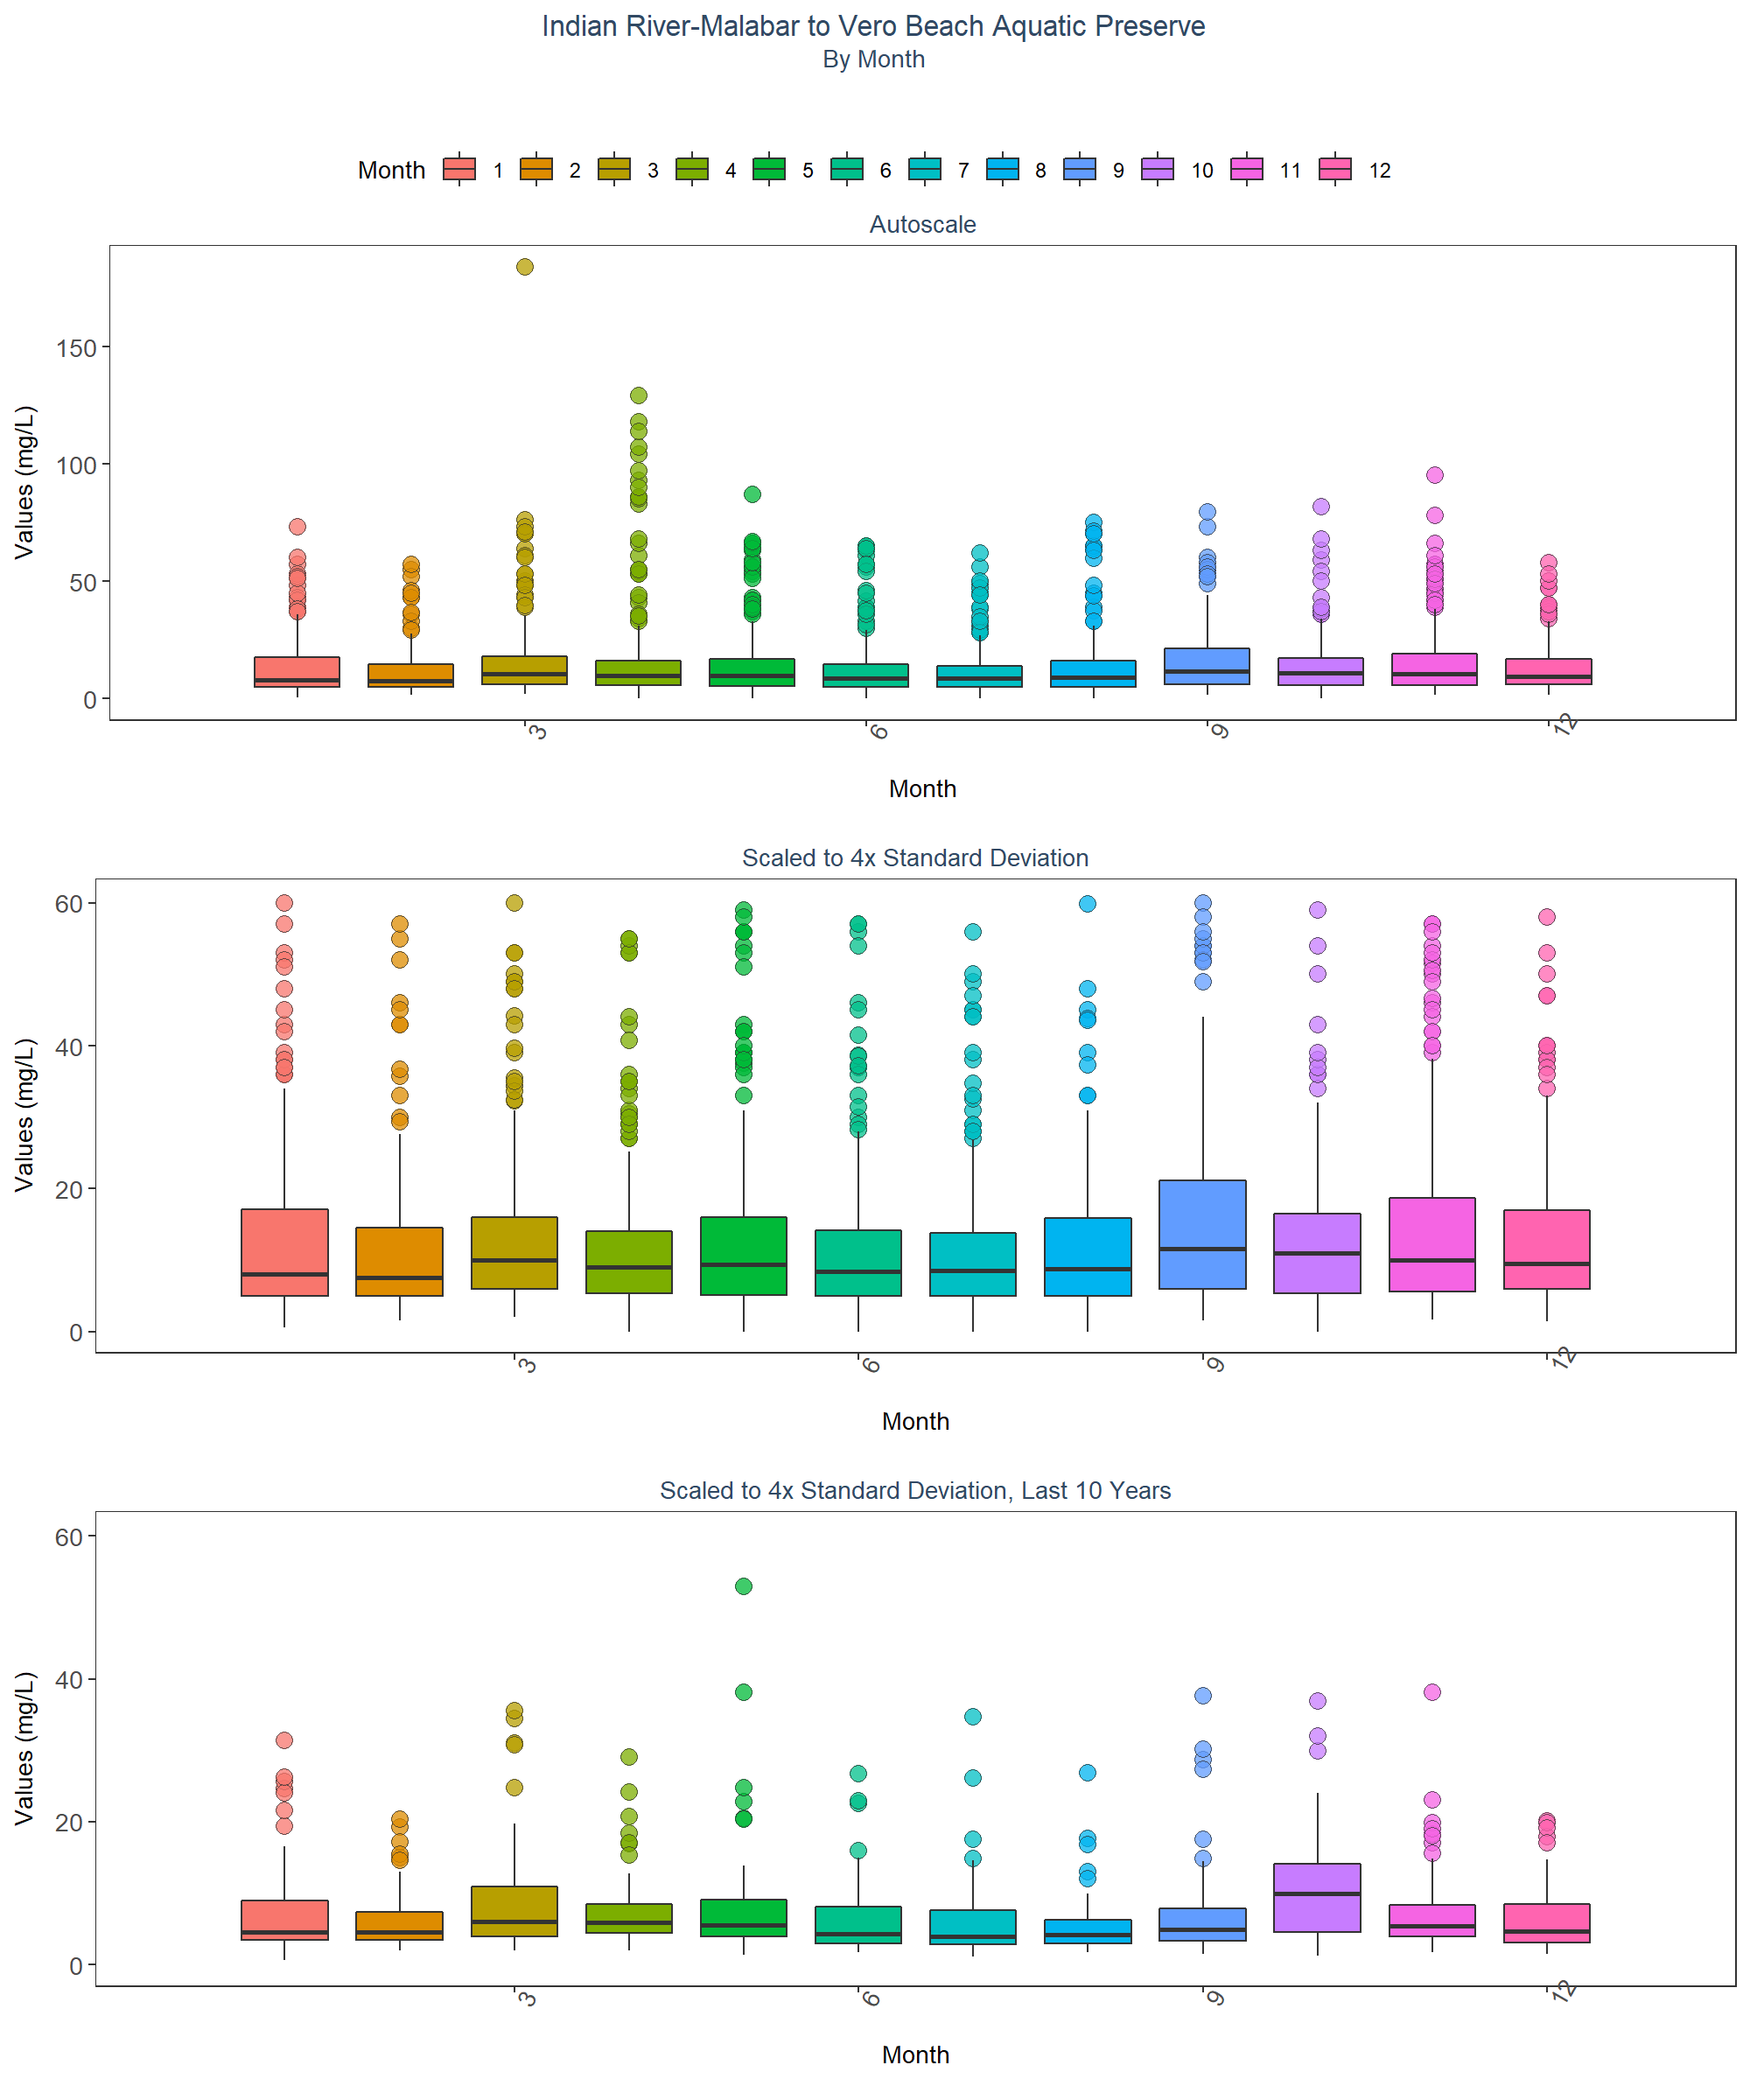 Indian River-Malabar to Vero Beach Aquatic Preserve
By Month
Month 1 2 3 4 5 6 7 8 9 10 11 12
Autoscale
Values (mg/L)
150
100
50
0
3 6 9 12
Month
Scaled to 4x Standard Deviation
Values (mg/L)
60
40
20
0
3 6 9 12
Month
Scaled to 4x Standard Deviation, Last 10 Years
Values (mg/L)
60
40
20
0
3 6 9 12
Month